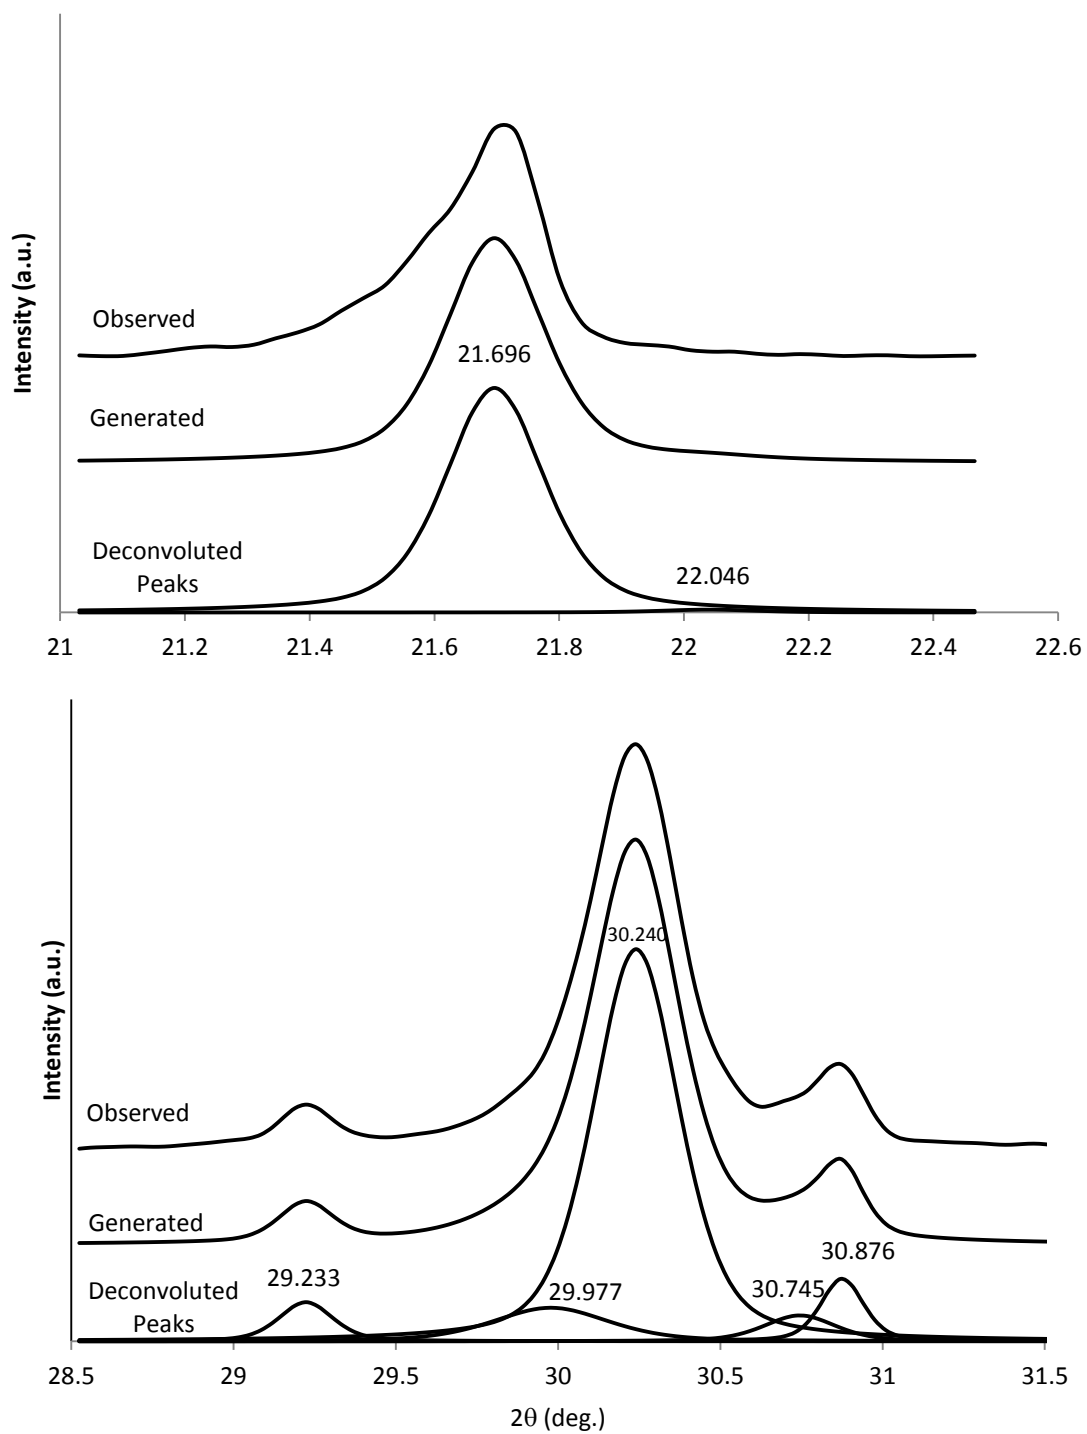 Intensity (a.u.)
Observed
21.696
Generated
Deconvoluted
Peaks
22.046
21 21.2 21.4 21.6 21.8 22 22.2 22.4 22.6
Intensity (a.u.)
30.240
Observed
Generated
30.876
29.233
Deconvoluted
Peaks
29.977
30.745
28.5 29 29.5 30 30.5 31 31.5
2θ (deg.)